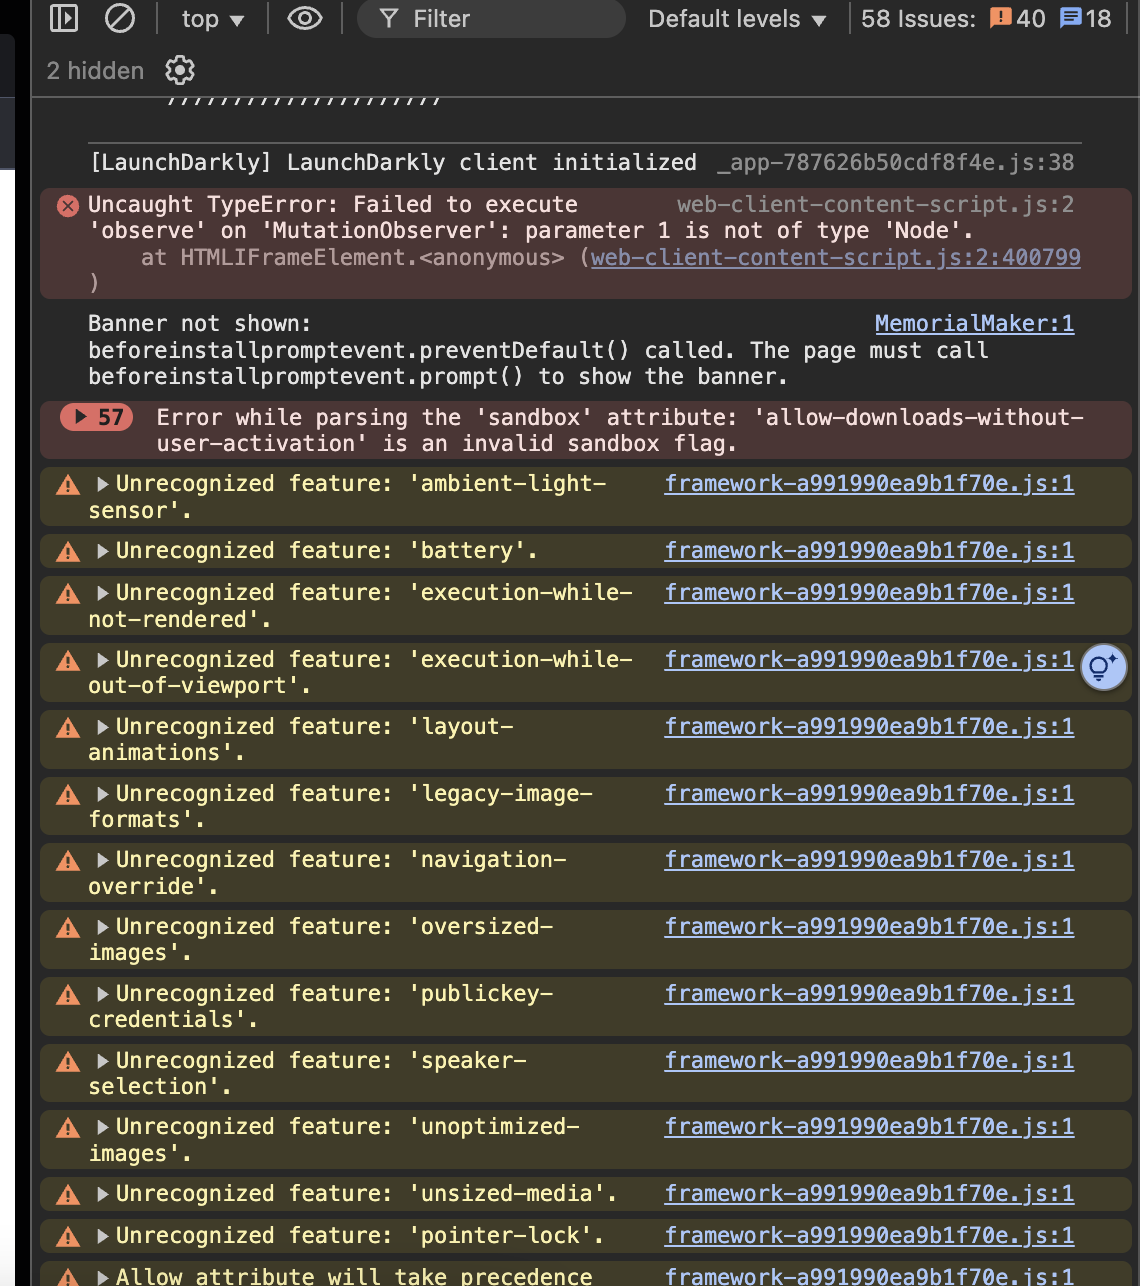 top ▼ Filter Default levels ▼ 58 Issues: 40 18
2 hidden
[LaunchDarkly] LaunchDarkly client initialized _app-787626b50cdf8f4e.js:38
Uncaught TypeError: Failed to execute web-client-content-script.js:2
'observe' on 'MutationObserver': parameter 1 is not of type 'Node'.
at HTMLIFrameElement.<anonymous> (web-client-content-script.js:2:400799
)
Banner not shown: MemorialMaker:1
beforeinstallpromptevent.preventDefault() called. The page must call
beforeinstallpromptevent.prompt() to show the banner.
57 Error while parsing the 'sandbox' attribute: 'allow-downloads-without-
user-activation' is an invalid sandbox flag.
Unrecognized feature: 'ambient-light- framework-a991990ea9b1f70e.js:1
sensor'.
Unrecognized feature: 'battery'. framework-a991990ea9b1f70e.js:1
Unrecognized feature: 'execution-while- framework-a991990ea9b1f70e.js:1
not-rendered'.
Unrecognized feature: 'execution-while- framework-a991990ea9b1f70e.js:1
out-of-viewport'.
Unrecognized feature: 'layout- framework-a991990ea9b1f70e.js:1
animations'.
Unrecognized feature: 'legacy-image- framework-a991990ea9b1f70e.js:1
formats'.
Unrecognized feature: 'navigation- framework-a991990ea9b1f70e.js:1
override'.
Unrecognized feature: 'oversized- framework-a991990ea9b1f70e.js:1
images'.
Unrecognized feature: 'publickey- framework-a991990ea9b1f70e.js:1
credentials'.
Unrecognized feature: 'speaker- framework-a991990ea9b1f70e.js:1
selection'.
Unrecognized feature: 'unoptimized- framework-a991990ea9b1f70e.js:1
images'.
Unrecognized feature: 'unsized-media'. framework-a991990ea9b1f70e.js:1
Unrecognized feature: 'pointer-lock'. framework-a991990ea9b1f70e.js:1
Allow attribute will take precedence framework-a991990ea9b1f70e.js:1